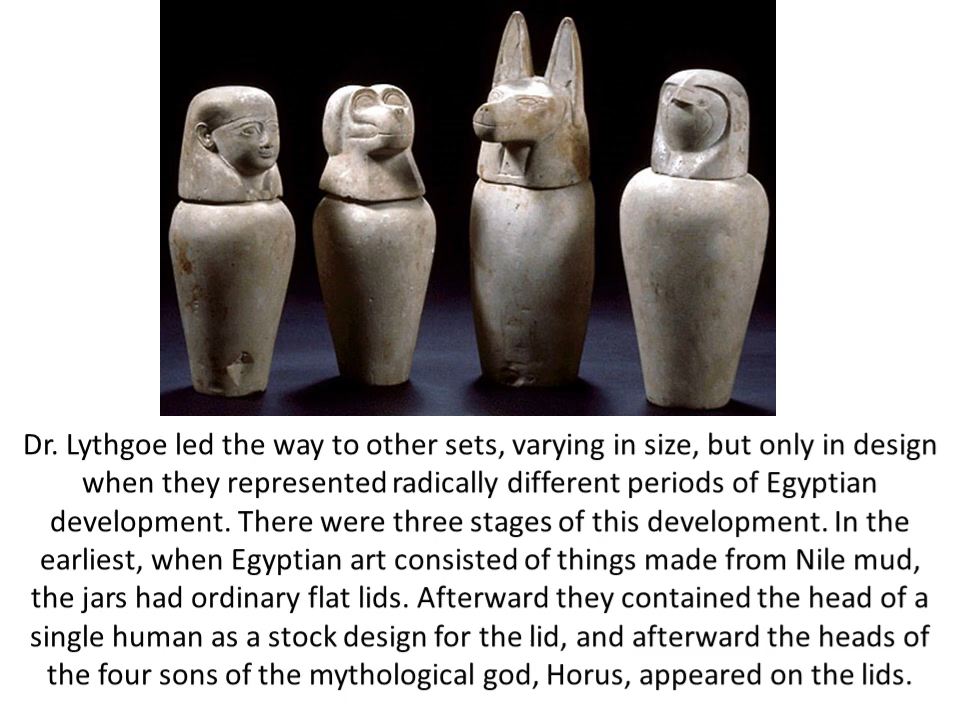 Dr. Lythgoe led the way to other sets, varying in size, but only in design
when they represented radically different periods of Egyptian
development. There were three stages of this development. In the
earliest, when Egyptian art consisted of things made from Nile mud,
the jars had ordinary flat lids. Afterward they contained the head of a
single human as a stock design for the lid, and afterward the heads of
the four sons of the mythological god, Horus, appeared on the lids.